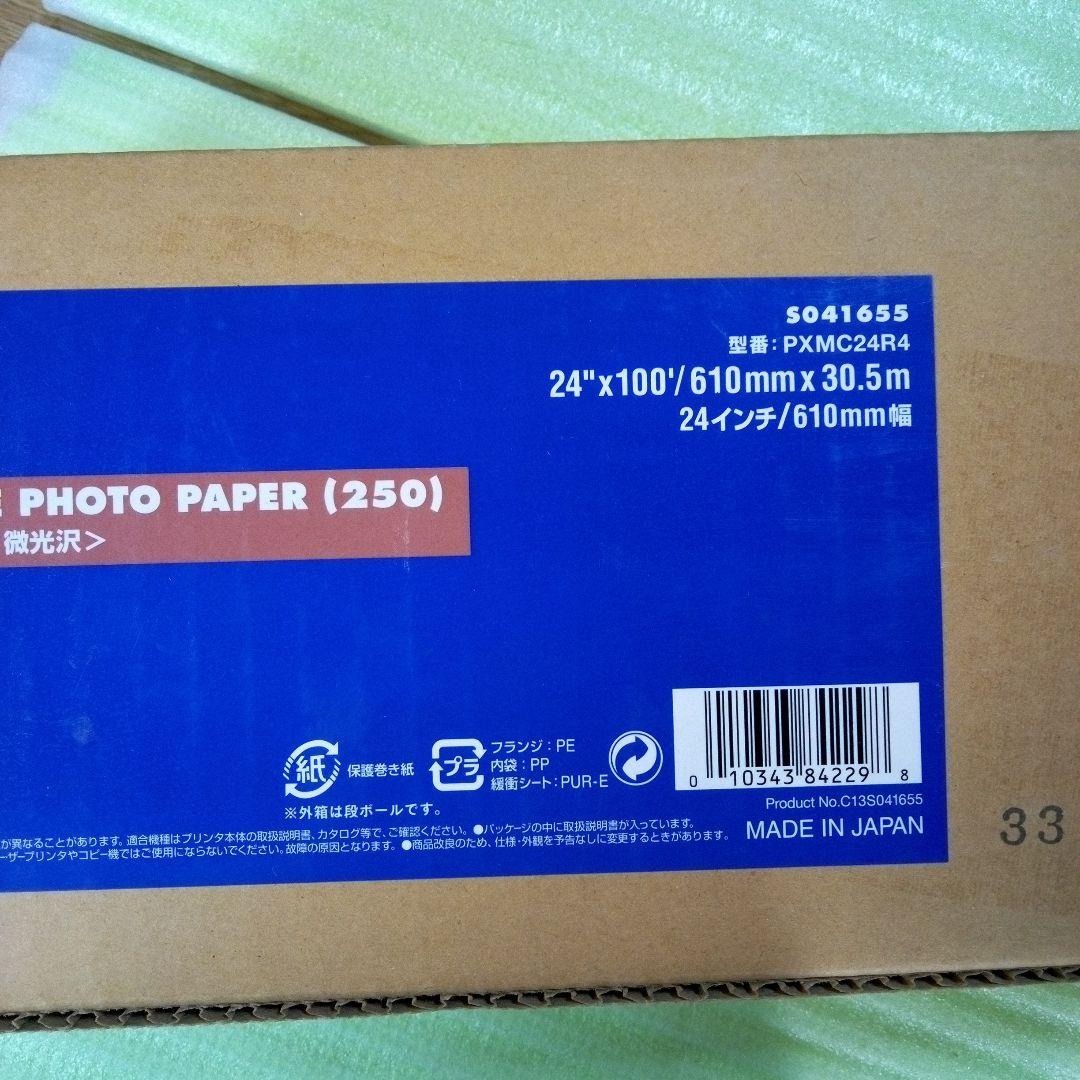 S041655
型番：PXMC24R4
24"x100'/610mm x 30.5m
24インチ/610mm幅
E PHOTO PAPER (250)
微光沢＞
紙 保護巻き紙
プラ フランジ：PE
内袋：PP
緩衝シート：PUR-E
※外箱は段ボールです。
0 10343 84229 8
Product No.C13S041655
MADE IN JAPAN
が異なることがあります。適合機種はプリンタ本体の取扱説明書、カタログ等で、ご確認ください。●パッケージの中に取扱説明書が入っています。
ーザープリンタやコピー機ではご使用にならないでください。故障の原因となります。●商品改良のため、仕様・外観を予告なしに変更するときがあります。
33